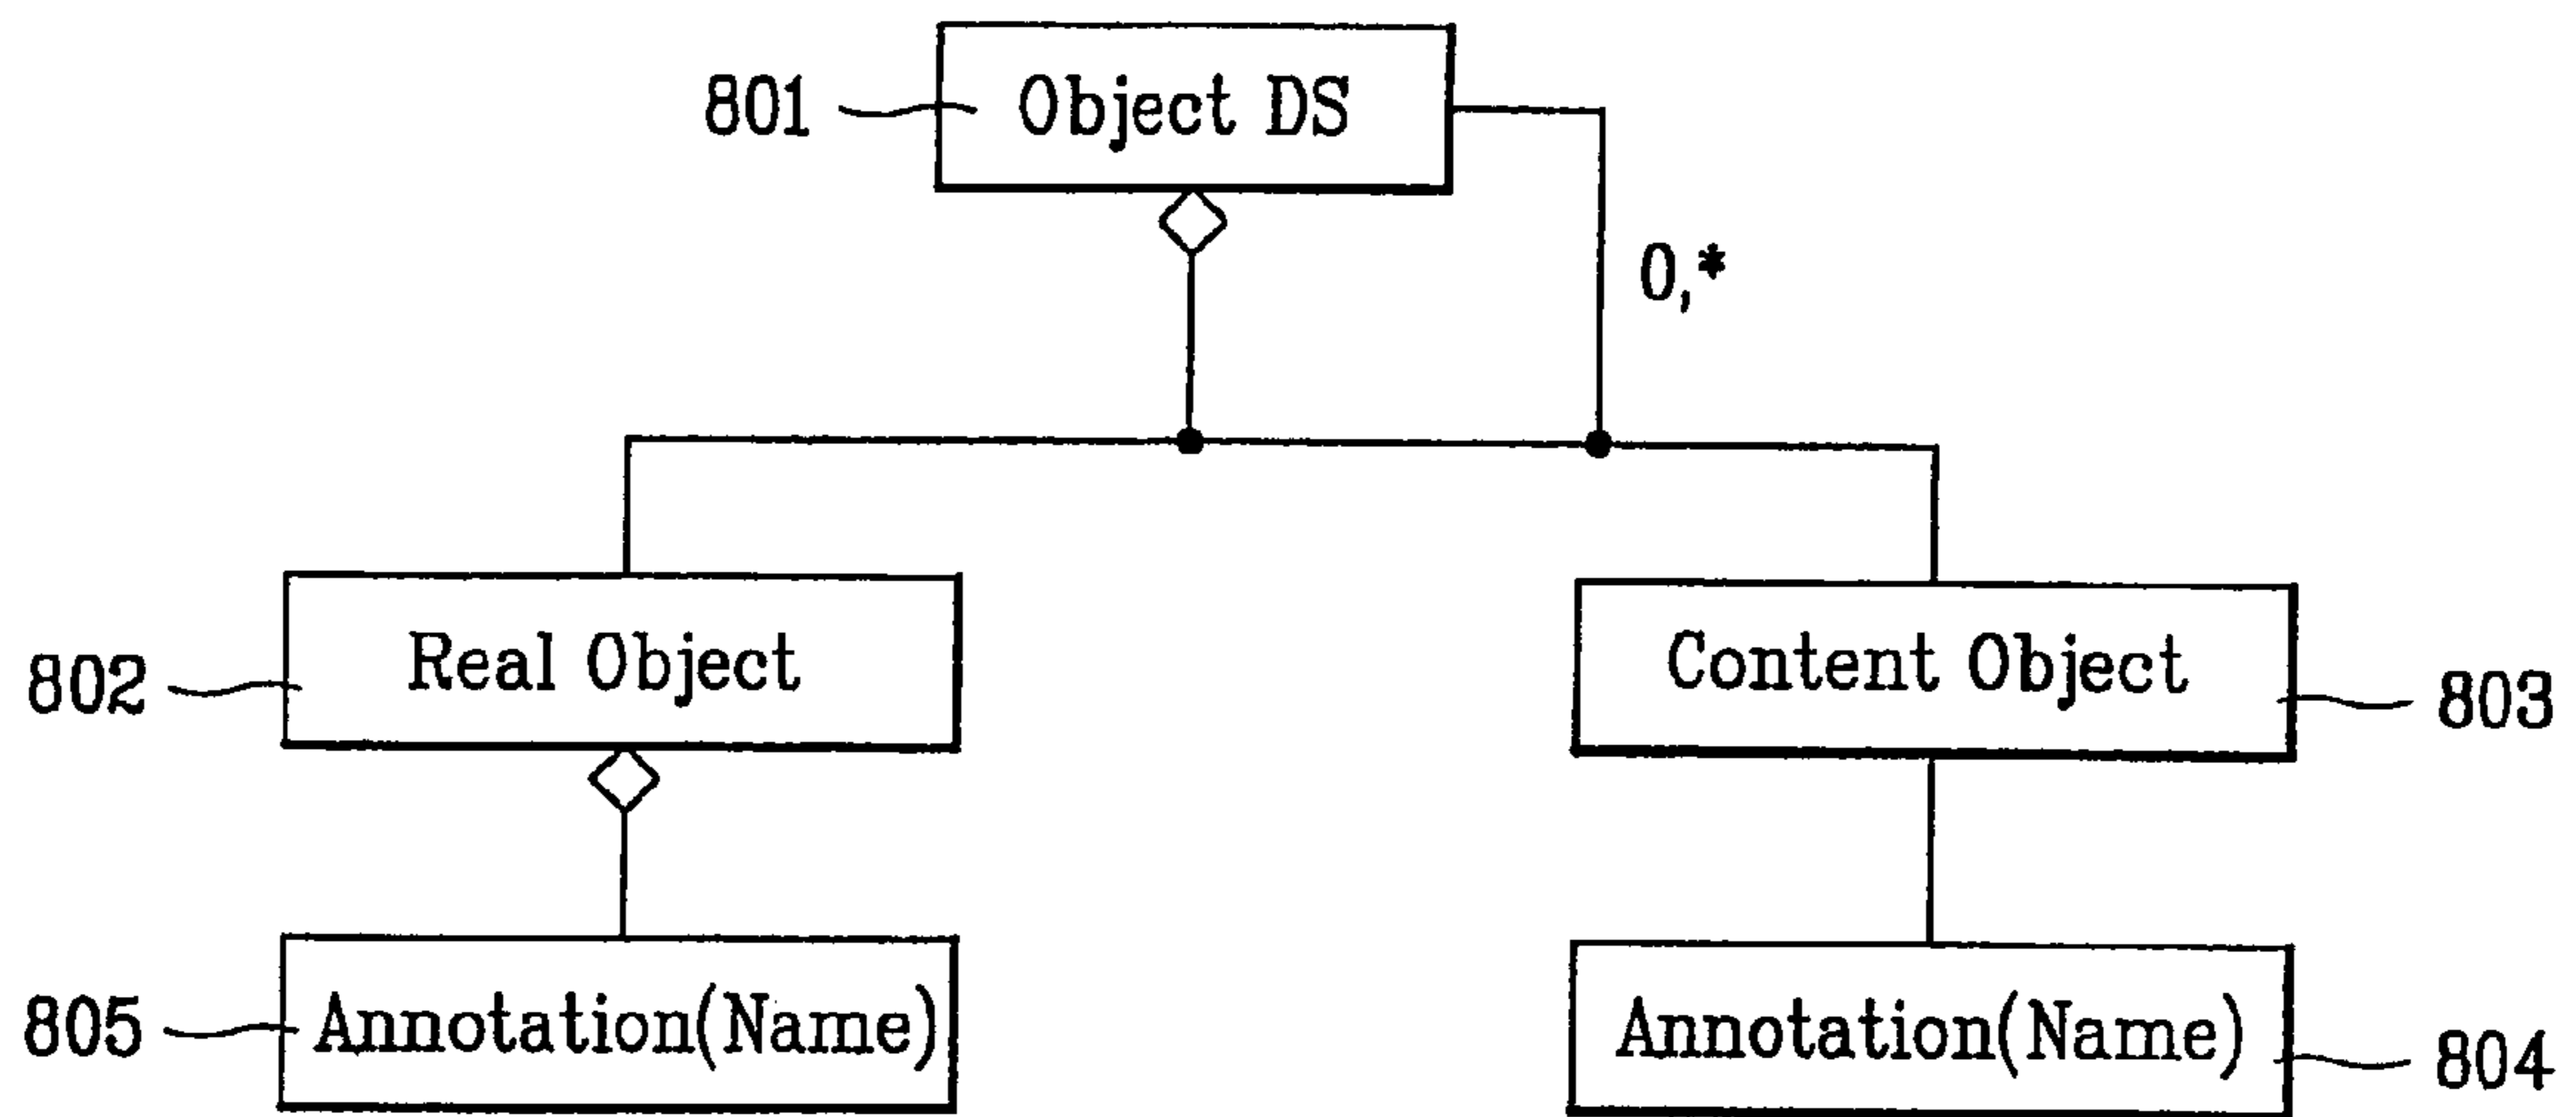 801 Object DS
0,*
802 Real Object
Content Object 803
805 Annotation(Name)
Annotation(Name) 804